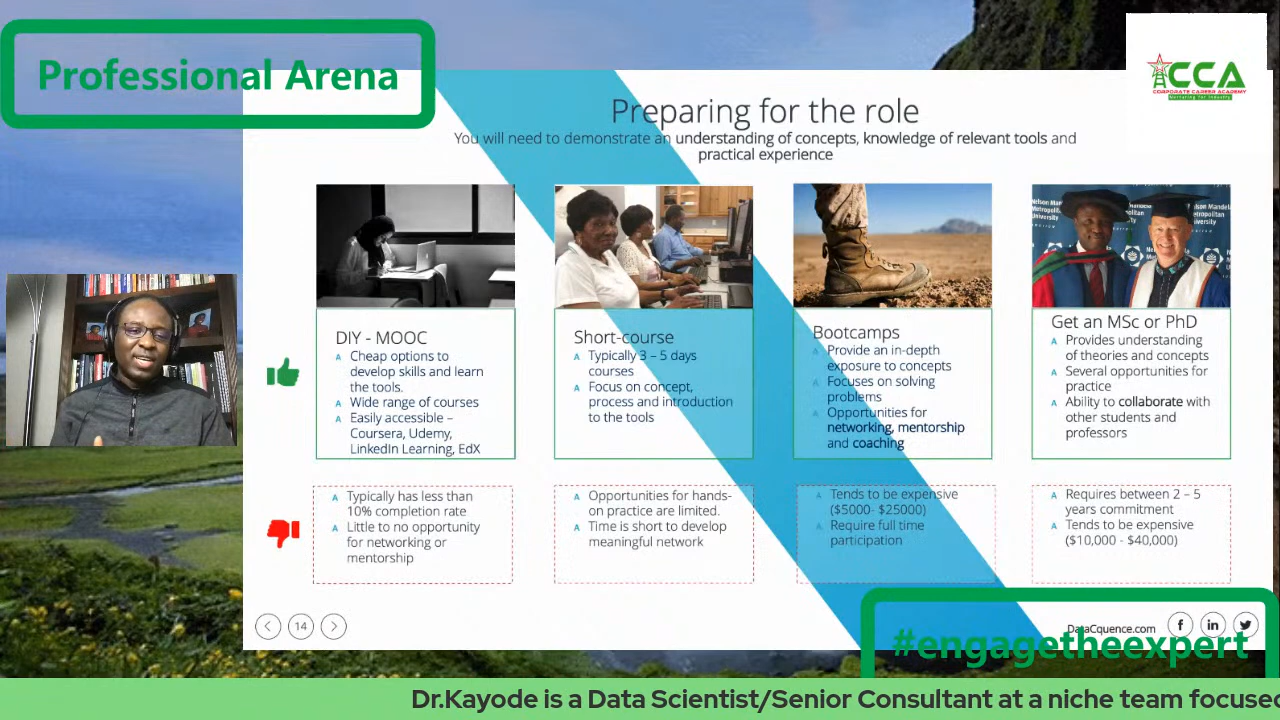 Professional Arena
CCA
CORPORATE CAREER ACADEMY
Nurturing for Industry
Preparing for the role
You will need to demonstrate an understanding of concepts, knowledge of relevant tools and
practical experience
Nelson Mandela
Metropolitan
University
DIY - MOOC
Cheap options to
develop skills and learn
the tools.
Wide range of courses
Easily accessible –
Coursera, Udemy,
LinkedIn Learning, EdX
Short-course
Typically 3 – 5 days
courses
Focus on concept,
process and introduction
to the tools
Bootcamps
Provide an in-depth
exposure to concepts
Focuses on solving
problems
Opportunities for
networking, mentorship
and coaching
Get an MSc or PhD
Provides understanding
of theories and concepts
Several opportunities for
practice
Ability to collaborate with
other students and
professors
Typically has less than
10% completion rate
Little to no opportunity
for networking or
mentorship
Opportunities for hands-
on practice are limited.
Time is short to develop
meaningful network
Tends to be expensive
($5000- $25000)
Require full time
participation
Requires between 2 – 5
years commitment
Tends to be expensive
($10,000 - $40,000)
14
DataCquence.com
#engagetheexpert
Dr.Kayode is a Data Scientist/Senior Consultant at a niche team focused